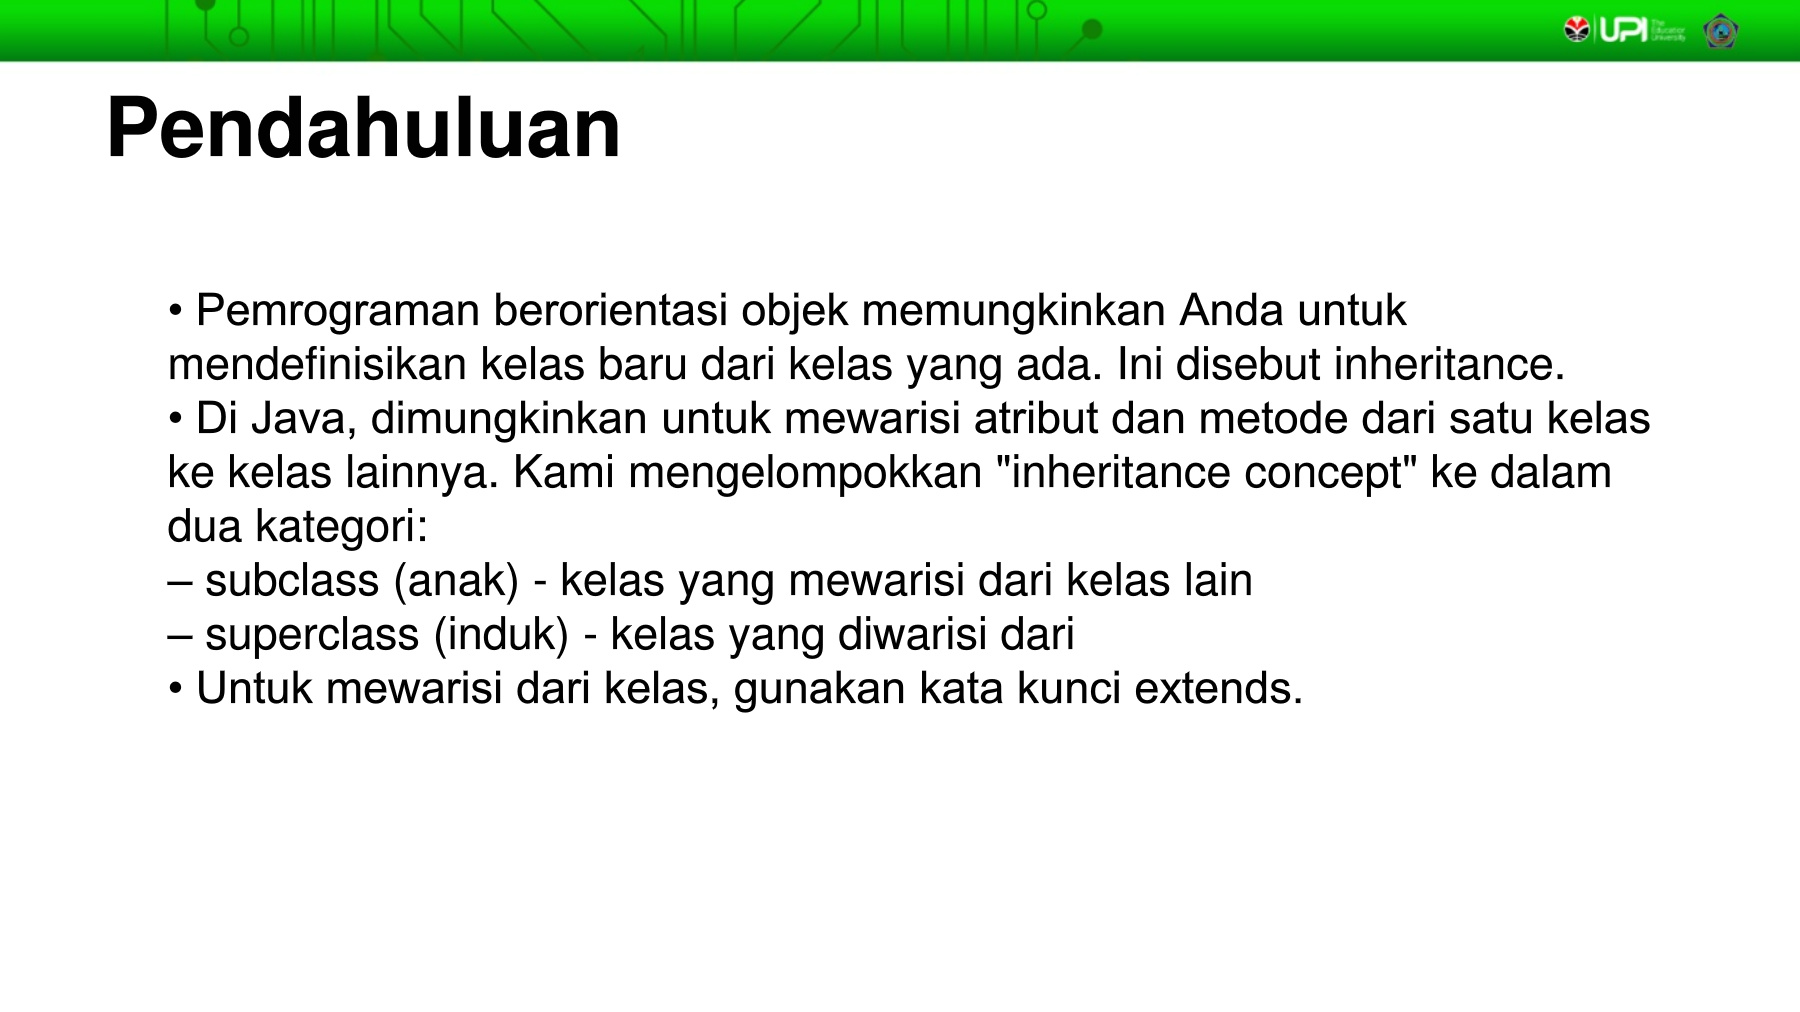 UPI The Education University
Pendahuluan
• Pemrograman berorientasi objek memungkinkan Anda untuk
mendefinisikan kelas baru dari kelas yang ada. Ini disebut inheritance.
• Di Java, dimungkinkan untuk mewarisi atribut dan metode dari satu kelas
ke kelas lainnya. Kami mengelompokkan "inheritance concept" ke dalam
dua kategori:
– subclass (anak) - kelas yang mewarisi dari kelas lain
– superclass (induk) - kelas yang diwarisi dari
• Untuk mewarisi dari kelas, gunakan kata kunci extends.